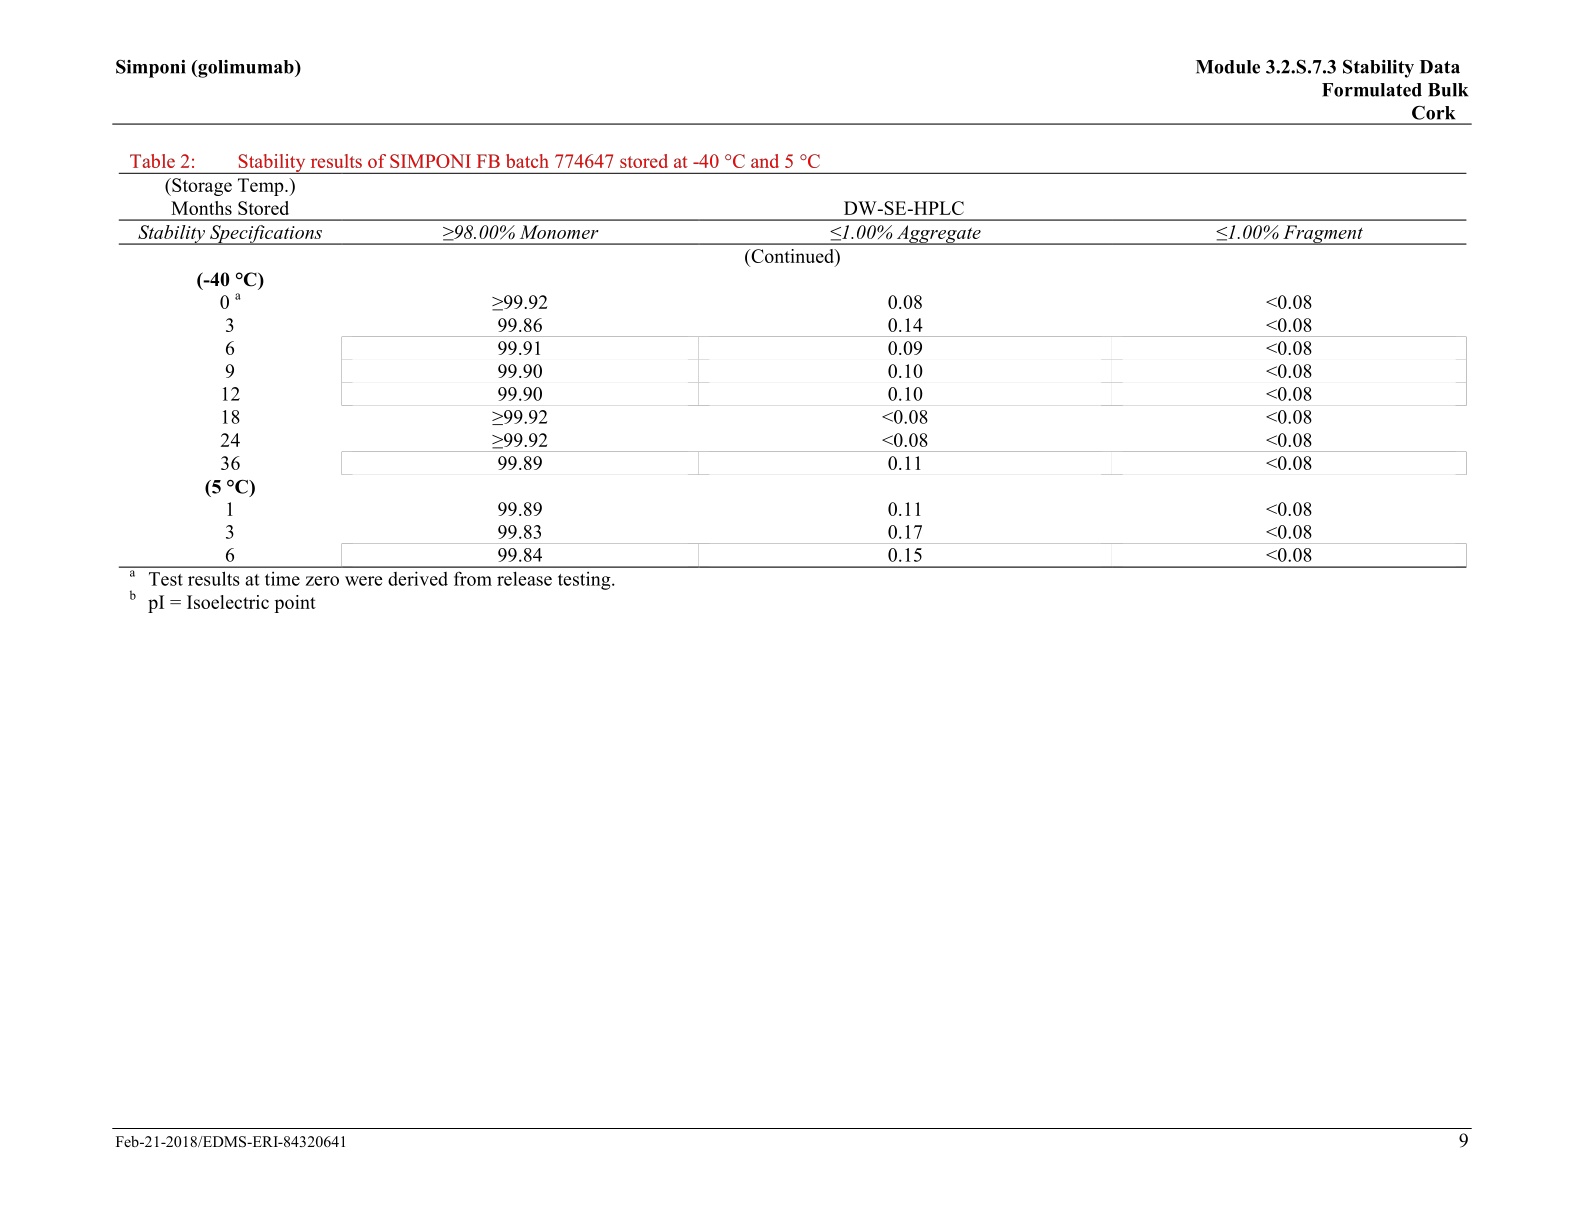 Simponi (golimumab) Module 3.2.S.7.3 Stability Data
Formulated Bulk
Cork
Table 2: Stability results of SIMPONI FB batch 774647 stored at -40 °C and 5 °C
(Storage Temp.)
Months Stored DW-SE-HPLC
Stability Specifications ≥98.00% Monomer ≤1.00% Aggregate ≤1.00% Fragment
(Continued)
(-40 °C)
0 a ≥99.92 0.08 <0.08
3 99.86 0.14 <0.08
6 99.91 0.09 <0.08
9 99.90 0.10 <0.08
12 99.90 0.10 <0.08
18 ≥99.92 <0.08 <0.08
24 ≥99.92 <0.08 <0.08
36 99.89 0.11 <0.08
(5 °C)
1 99.89 0.11 <0.08
3 99.83 0.17 <0.08
6 99.84 0.15 <0.08
a Test results at time zero were derived from release testing.
b pI = Isoelectric point
Feb-21-2018/EDMS-ERI-84320641 9